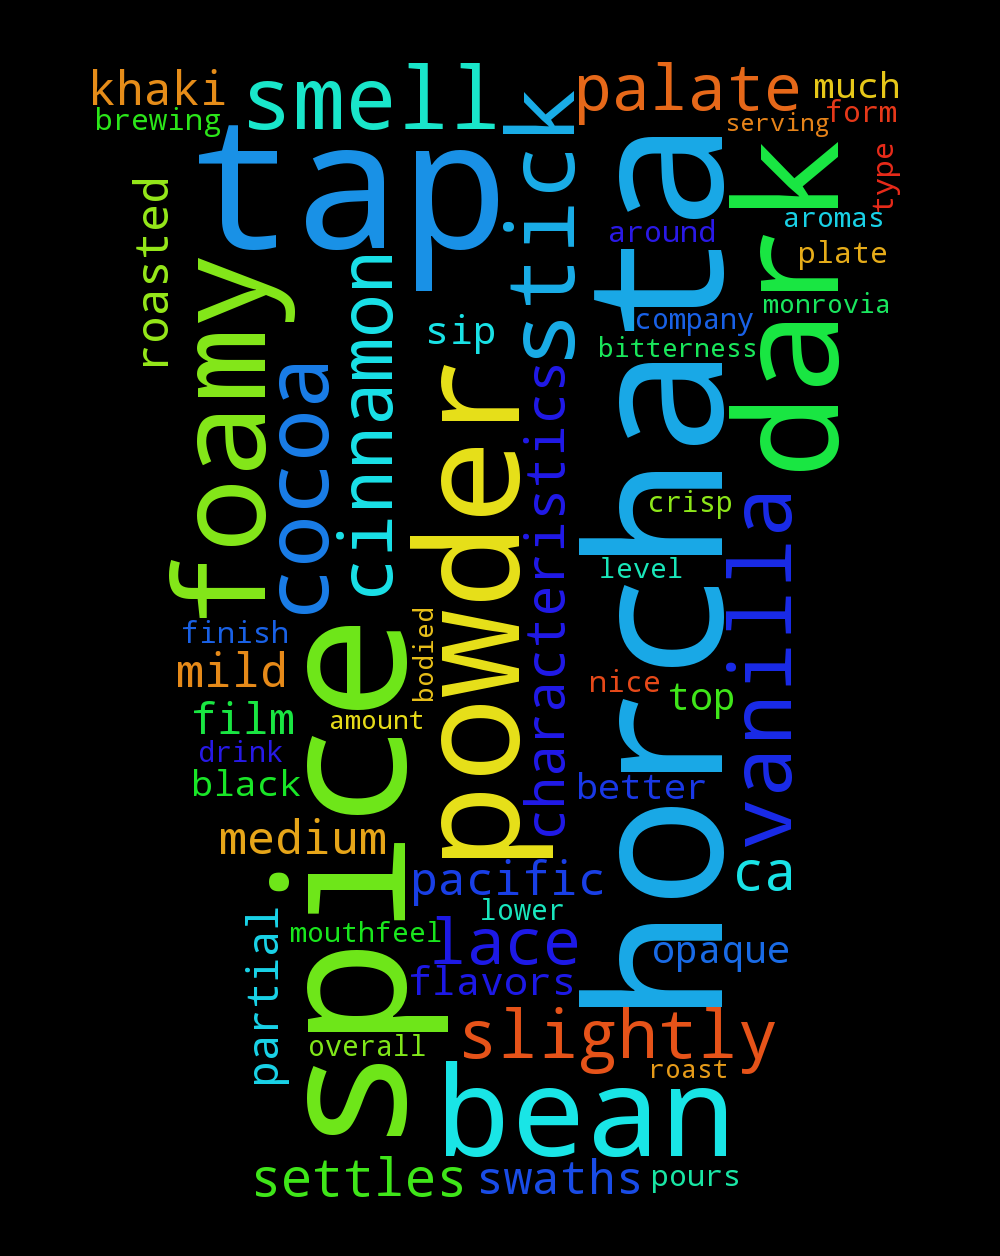 khaki
smell
palate
much
brewing
serving
form
tap
stick
horchata
dark
type
roasted
foamy
cocoa
cinnamon
around
aromas
plate
sip
company
monrovia
bitterness
powder
characteristics
crisp
vanilla
level
finish
mild
bodied
nice
top
film
amount
drink
black
better
spice
medium
pacific
ca
lower
partial
mouthfeel
lace
opaque
flavors
overall
slightly
roast
bean
settles
swaths
pours